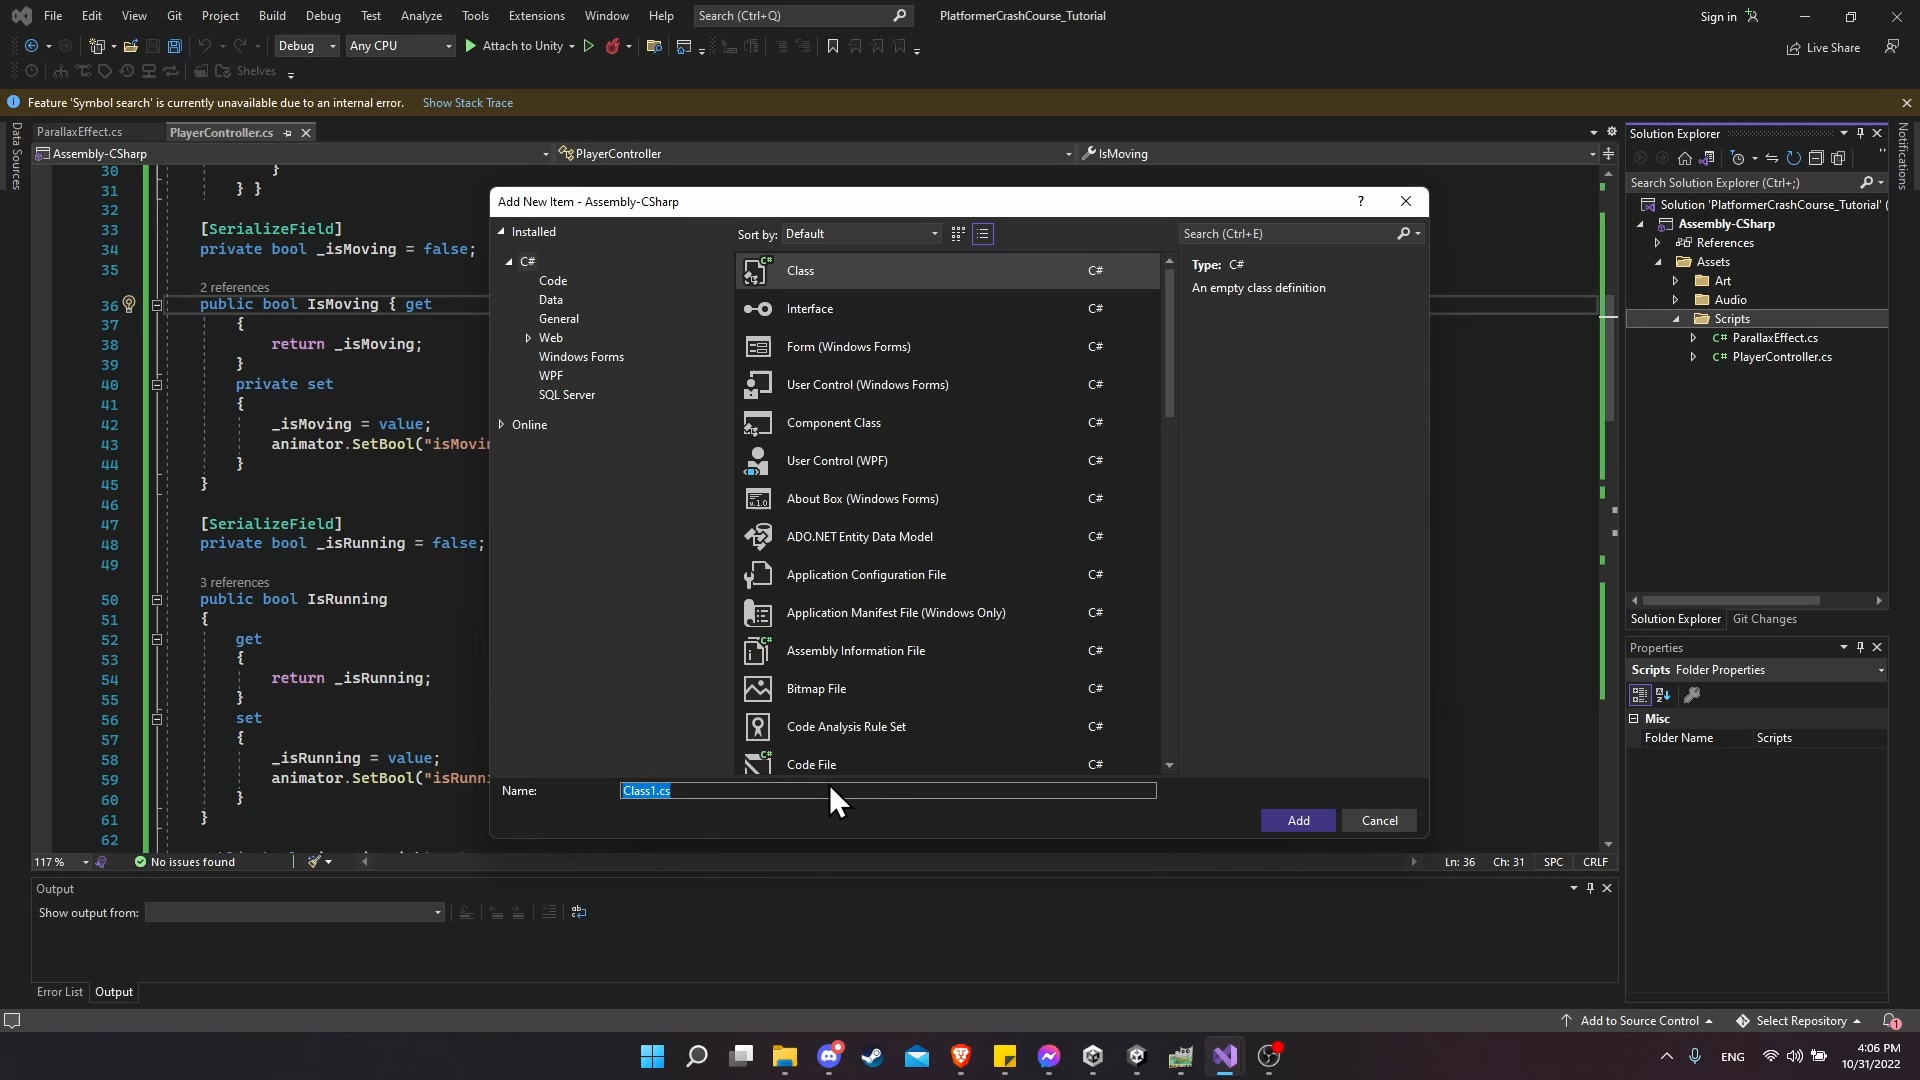 File Edit View Git Project Build Debug Test Analyze Tools Extensions Window Help Search (Ctrl+Q) PlatformerCrashCourse_Tutorial Sign in
Debug Any CPU Attach to Unity Live Share
Shelves
Feature 'Symbol search' is currently unavailable due to an internal error. Show Stack Trace
Data Sources
ParallaxEffect.cs PlayerController.cs
Assembly-CSharp PlayerController IsMoving
30 }
31 } }
32
33 [SerializeField]
34 private bool _isMoving = false;
35
2 references
36 public bool IsMoving { get
37 {
38 return _isMoving;
39 }
40 private set
41 {
42 _isMoving = value;
43 animator.SetBool("isMovin
44 }
45 }
46
47 [SerializeField]
48 private bool _isRunning = false;
49
3 references
50 public bool IsRunning
51 {
52 get
53 {
54 return _isRunning;
55 }
56 set
57 {
58 _isRunning = value;
59 animator.SetBool("isRunni
60 }
61 }
62
117 % No issues found Ln: 36 Ch: 31 SPC CRLF
Add New Item - Assembly-CSharp ?
Installed
C#
Code
Data
General
Web
Windows Forms
WPF
SQL Server
Online
Sort by: Default
Search (Ctrl+E)
Class C#
Interface C#
Form (Windows Forms) C#
User Control (Windows Forms) C#
Component Class C#
User Control (WPF) C#
About Box (Windows Forms) C#
ADO.NET Entity Data Model C#
Application Configuration File C#
Application Manifest File (Windows Only) C#
Assembly Information File C#
Bitmap File C#
Code Analysis Rule Set C#
Code File C#
Type: C#
An empty class definition
Name: Class1.cs
Add Cancel
Solution Explorer
Search Solution Explorer (Ctrl+;)
Solution 'PlatformerCrashCourse_Tutorial' (
Assembly-CSharp
References
Assets
Art
Audio
Scripts
C# ParallaxEffect.cs
C# PlayerController.cs
Solution Explorer Git Changes
Properties
Scripts Folder Properties
Misc
Folder Name Scripts
Notifications
Output
Show output from:
Error List Output
Add to Source Control Select Repository 1
ENG 4:06 PM
10/31/2022